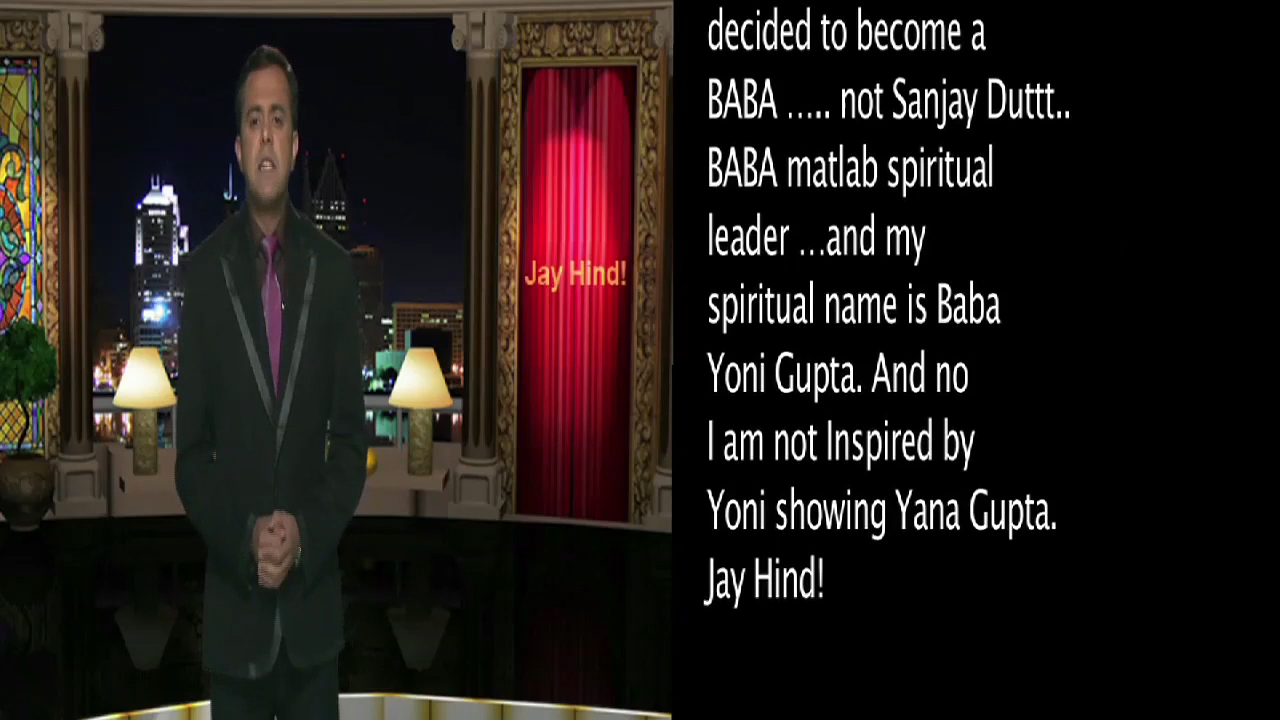 Jay Hind!
decided to become a
BABA ..... not Sanjay Duttt..
BABA matlab spiritual
leader ...and my
spiritual name is Baba
Yoni Gupta. And no
I am not Inspired by
Yoni showing Yana Gupta.
Jay Hind!